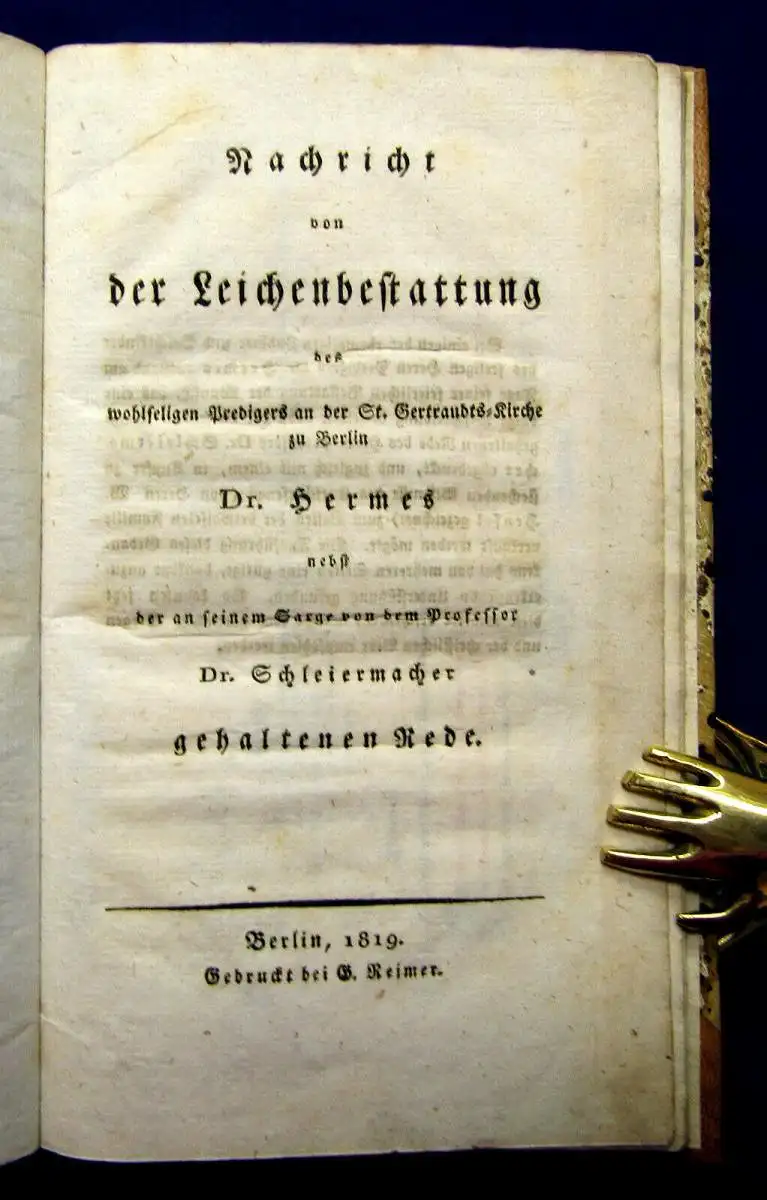 Nachricht
von
der Leichenbestattung
des
wohlseligen Predigers an der St. Gertraudts-Kirche
zu Berlin
Dr. Hermes
nebst
der an seinem Sarge von dem Professor
Dr. Schleiermacher
gehaltenen Rede.
Berlin, 1819.
Gedruckt bei G. Reimer.